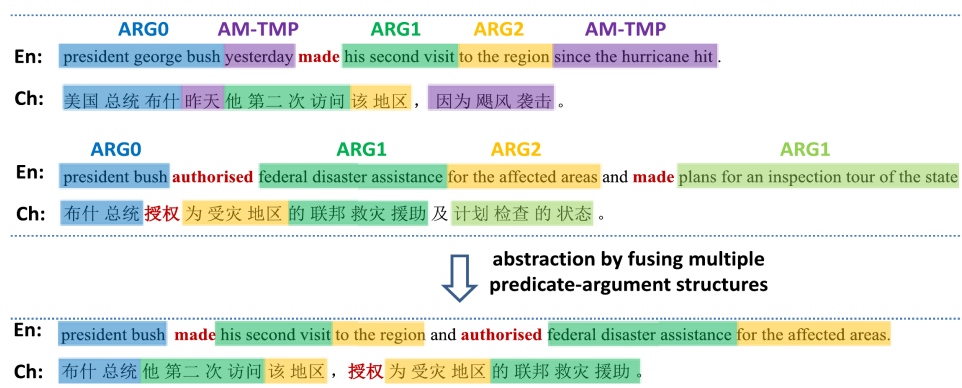 ARG0 AM-TMP ARG1 ARG2 AM-TMP
En: president george bush yesterday made his second visit to the region since the hurricane hit .
Ch: 美国 总统 布什 昨天 他 第二 次 访问 该 地区 ， 因为 飓风 袭击 。
ARG0 ARG1 ARG2 ARG1
En: president bush authorised federal disaster assistance for the affected areas and made plans for an inspection tour of the state
Ch: 布什 总统 授权 为 受灾 地区 的 联邦 救灾 援助 及 计划 检查 的 状态 。
abstraction by fusing multiple
predicate-argument structures
En: president bush made his second visit to the region and authorised federal disaster assistance for the affected areas.
Ch: 布什 总统 他 第二 次 访问 该 地区 ， 授权 为 受灾 地区 的 联邦 救灾 援助 。